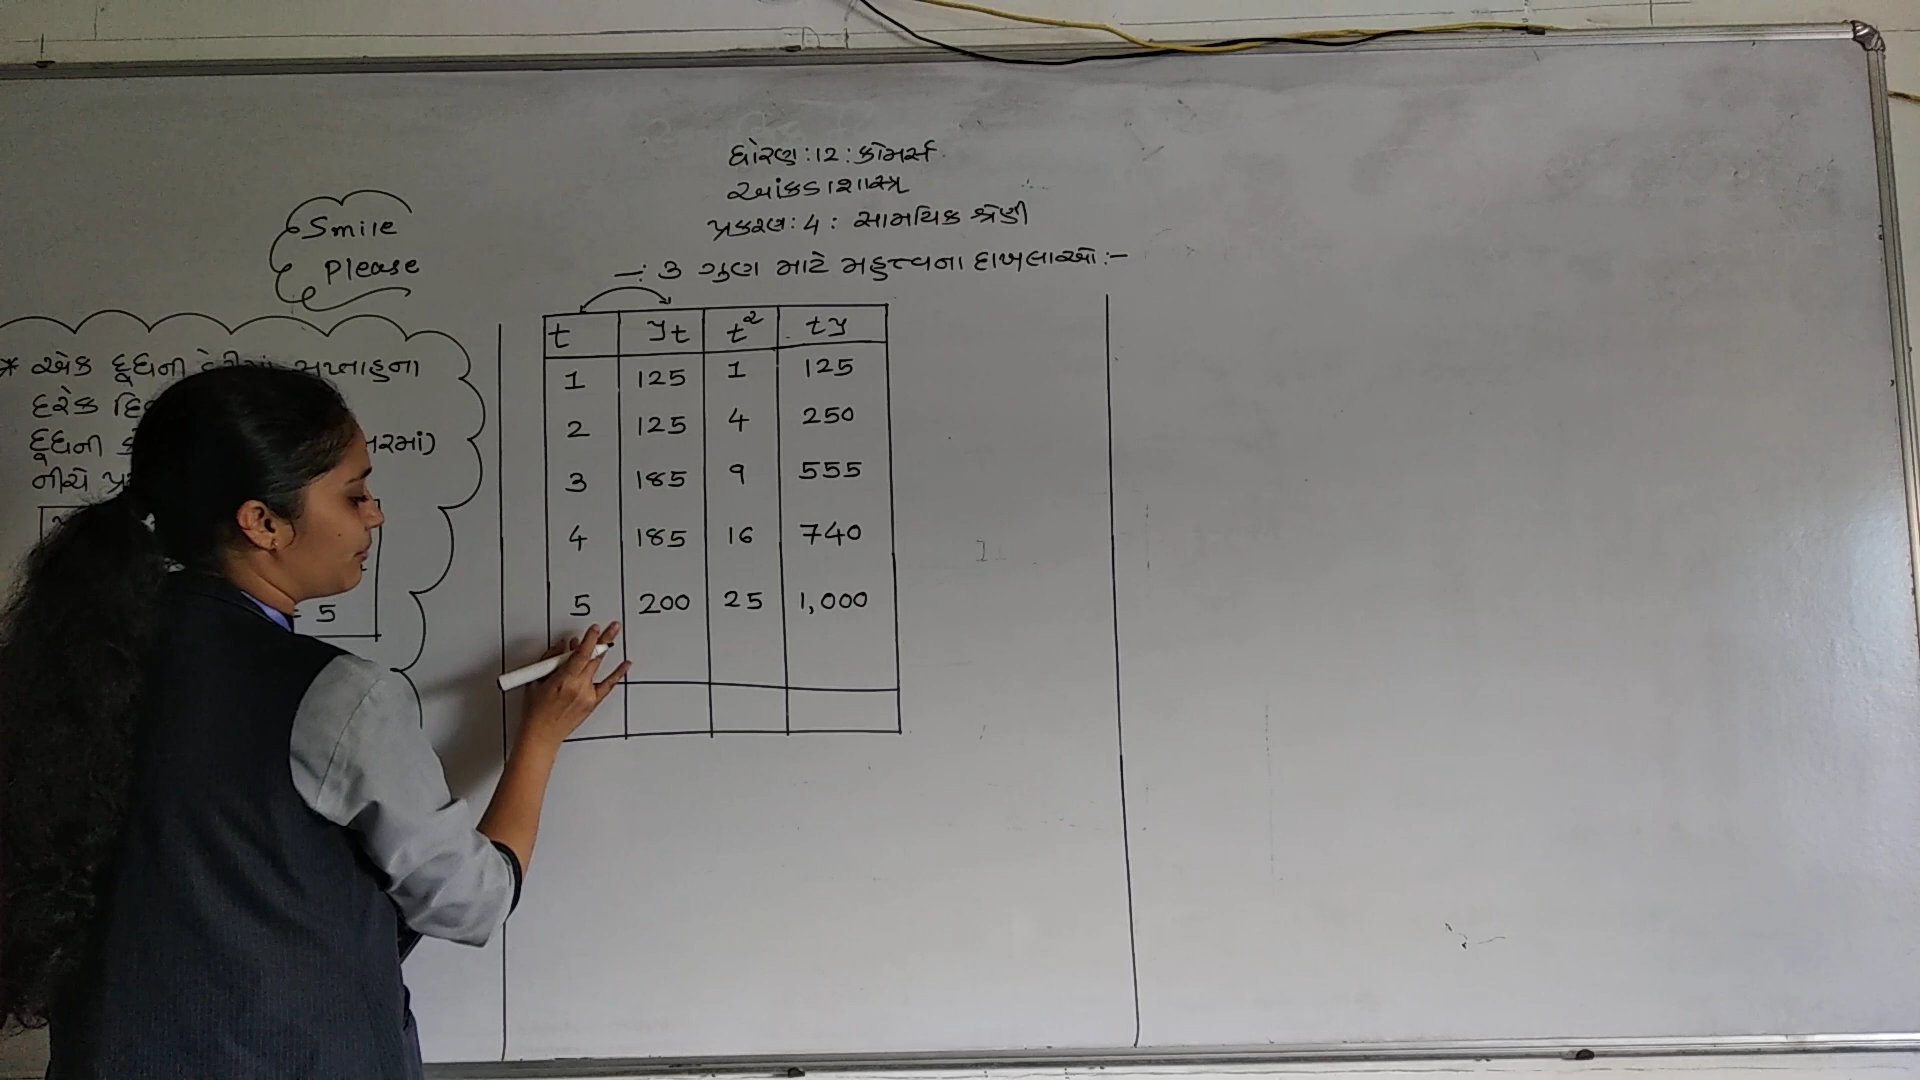 ધોરણ : 12 : કોમર્સ
આંકડાશાસ્ત્ર
પ્રકરણ : 4 : સામયિક શ્રેણી
—: 3 ગુણ માટે મહત્ત્વના દાખલાઓ :—
Smile
Please
* એક દૂધની સપ્તાહના
દરેક
દૂધની
નીચે
= 5
t yt t² ty
1 125 1 125
2 125 4 250
3 185 9 555
4 185 16 740
5 200 25 1,000